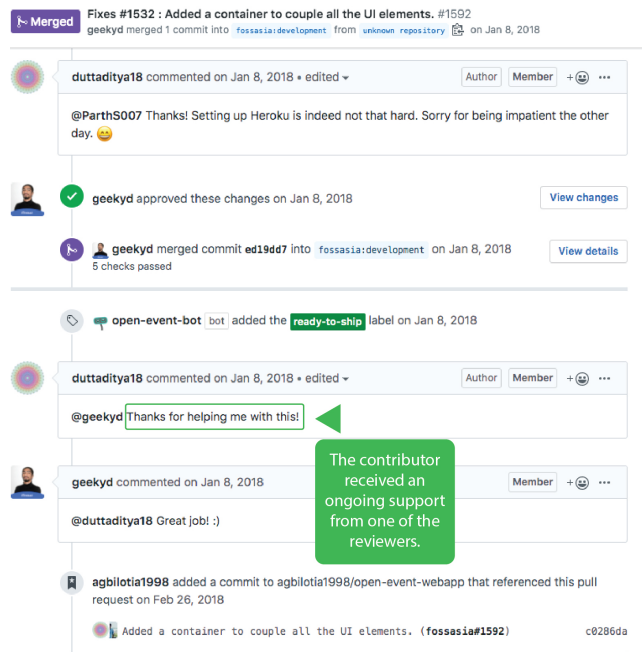 Merged
Fixes #1532 : Added a container to couple all the UI elements. #1592
geekyd merged 1 commit into fossasia:development from unknown repository on Jan 8, 2018
duttaditya18 commented on Jan 8, 2018 • edited
Author Member
@ParthS007 Thanks! Setting up Heroku is indeed not that hard. Sorry for being impatient the other
day. 😄
geekyd approved these changes on Jan 8, 2018
View changes
geekyd merged commit ed19dd7 into fossasia:development on Jan 8, 2018
5 checks passed
View details
open-event-bot bot added the ready-to-ship label on Jan 8, 2018
duttaditya18 commented on Jan 8, 2018 • edited
Author Member
@geekyd Thanks for helping me with this!
The contributor
received an
ongoing support
from one of the
reviewers.
geekyd commented on Jan 8, 2018
Member
@duttaditya18 Great job! :)
agbilotia1998 added a commit to agbilotia1998/open-event-webapp that referenced this pull
request on Feb 26, 2018
Added a container to couple all the UI elements. (fossasia#1592) c0286da